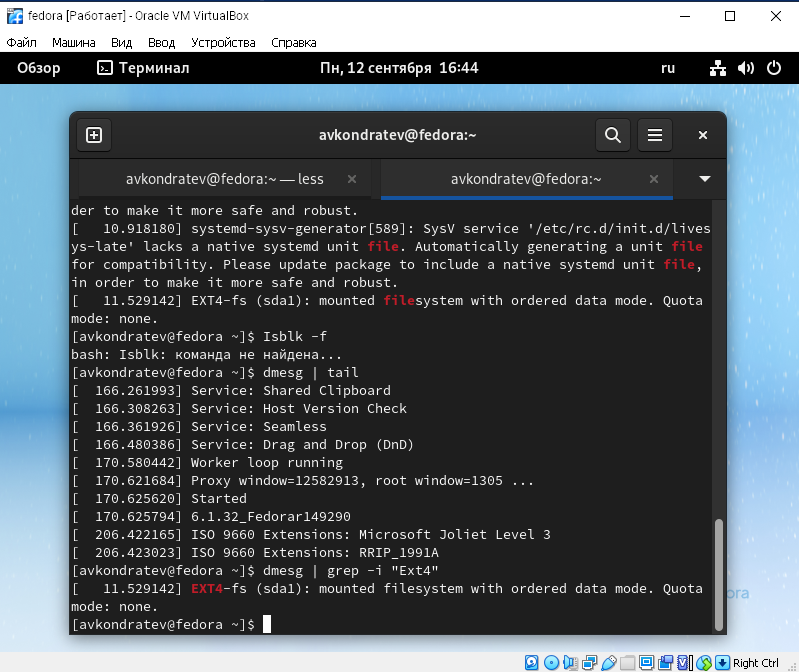 fedora [Работает] - Oracle VM VirtualBox
Файл Машина Вид Ввод Устройства Справка
Обзор Терминал Пн, 12 сентября 16:44 ru
avkondratev@fedora:~
avkondratev@fedora:~ — less avkondratev@fedora:~
der to make it more safe and robust.
[   10.918180] systemd-sysv-generator[589]: SysV service '/etc/rc.d/init.d/lives
ys-late' lacks a native systemd unit file. Automatically generating a unit file
for compatibility. Please update package to include a native systemd unit file,
in order to make it more safe and robust.
[   11.529142] EXT4-fs (sda1): mounted filesystem with ordered data mode. Quota
mode: none.
[avkondratev@fedora ~]$ Isblk -f
bash: Isblk: команда не найдена...
[avkondratev@fedora ~]$ dmesg | tail
[  166.261993] Service: Shared Clipboard
[  166.308263] Service: Host Version Check
[  166.361926] Service: Seamless
[  166.480386] Service: Drag and Drop (DnD)
[  170.580442] Worker loop running
[  170.621684] Proxy window=12582913, root window=1305 ...
[  170.625620] Started
[  170.625794] 6.1.32_Fedorar149290
[  206.422165] ISO 9660 Extensions: Microsoft Joliet Level 3
[  206.423023] ISO 9660 Extensions: RRIP_1991A
[avkondratev@fedora ~]$ dmesg | grep -i "Ext4"
[   11.529142] EXT4-fs (sda1): mounted filesystem with ordered data mode. Quota
mode: none.
[avkondratev@fedora ~]$
ora
Right Ctrl